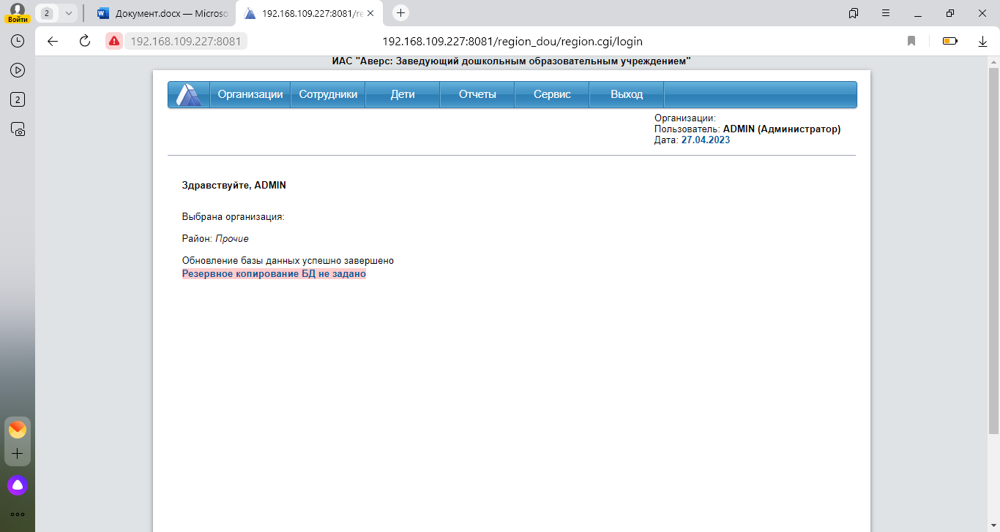 Войти
2
Документ.docx — Microso
192.168.109.227:8081/re
192.168.109.227:8081
192.168.109.227:8081/region_dou/region.cgi/login
2
ИАС "Аверс: Заведующий дошкольным образовательным учреждением"
Организации Сотрудники Дети Отчеты Сервис Выход
Организации:
Пользователь: ADMIN (Администратор)
Дата: 27.04.2023
Здравствуйте, ADMIN
Выбрана организация:
Район: Прочие
Обновление базы данных успешно завершено
Резервное копирование БД не задано